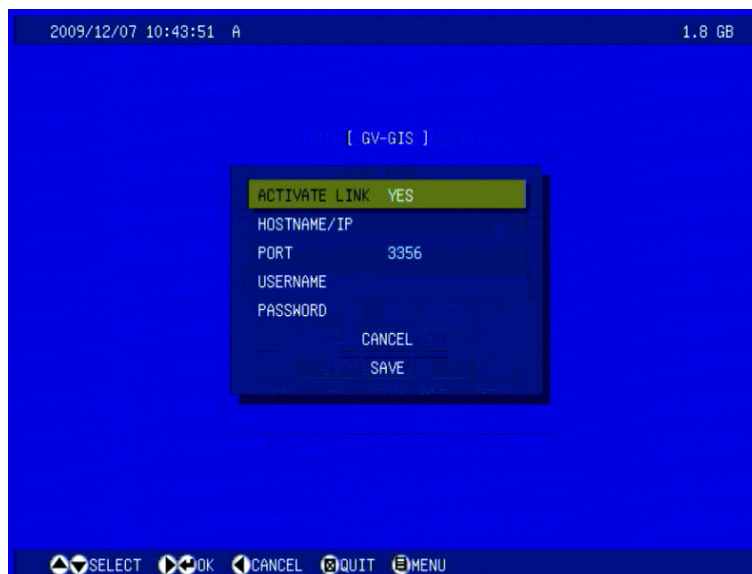 2009/12/07 10:43:51 A 1.8 GB
[ GV-GIS ]
ACTIVATE LINK YES
HOSTNAME/IP
PORT 3356
USERNAME
PASSWORD
CANCEL
SAVE
SELECT OK CANCEL QUIT MENU